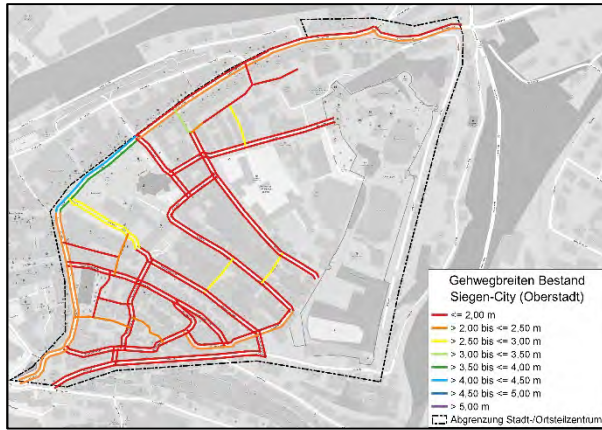 Gehwegbreiten Bestand
Siegen-City (Oberstadt)
<= 2,00 m
> 2,00 bis <= 2,50 m
> 2,50 bis <= 3,00 m
> 3,00 bis <= 3,50 m
> 3,50 bis <= 4,00 m
> 4,00 bis <= 4,50 m
> 4,50 bis <= 5,00 m
> 5,00 m
Abgrenzung Stadt-/Ortsteilzentrum